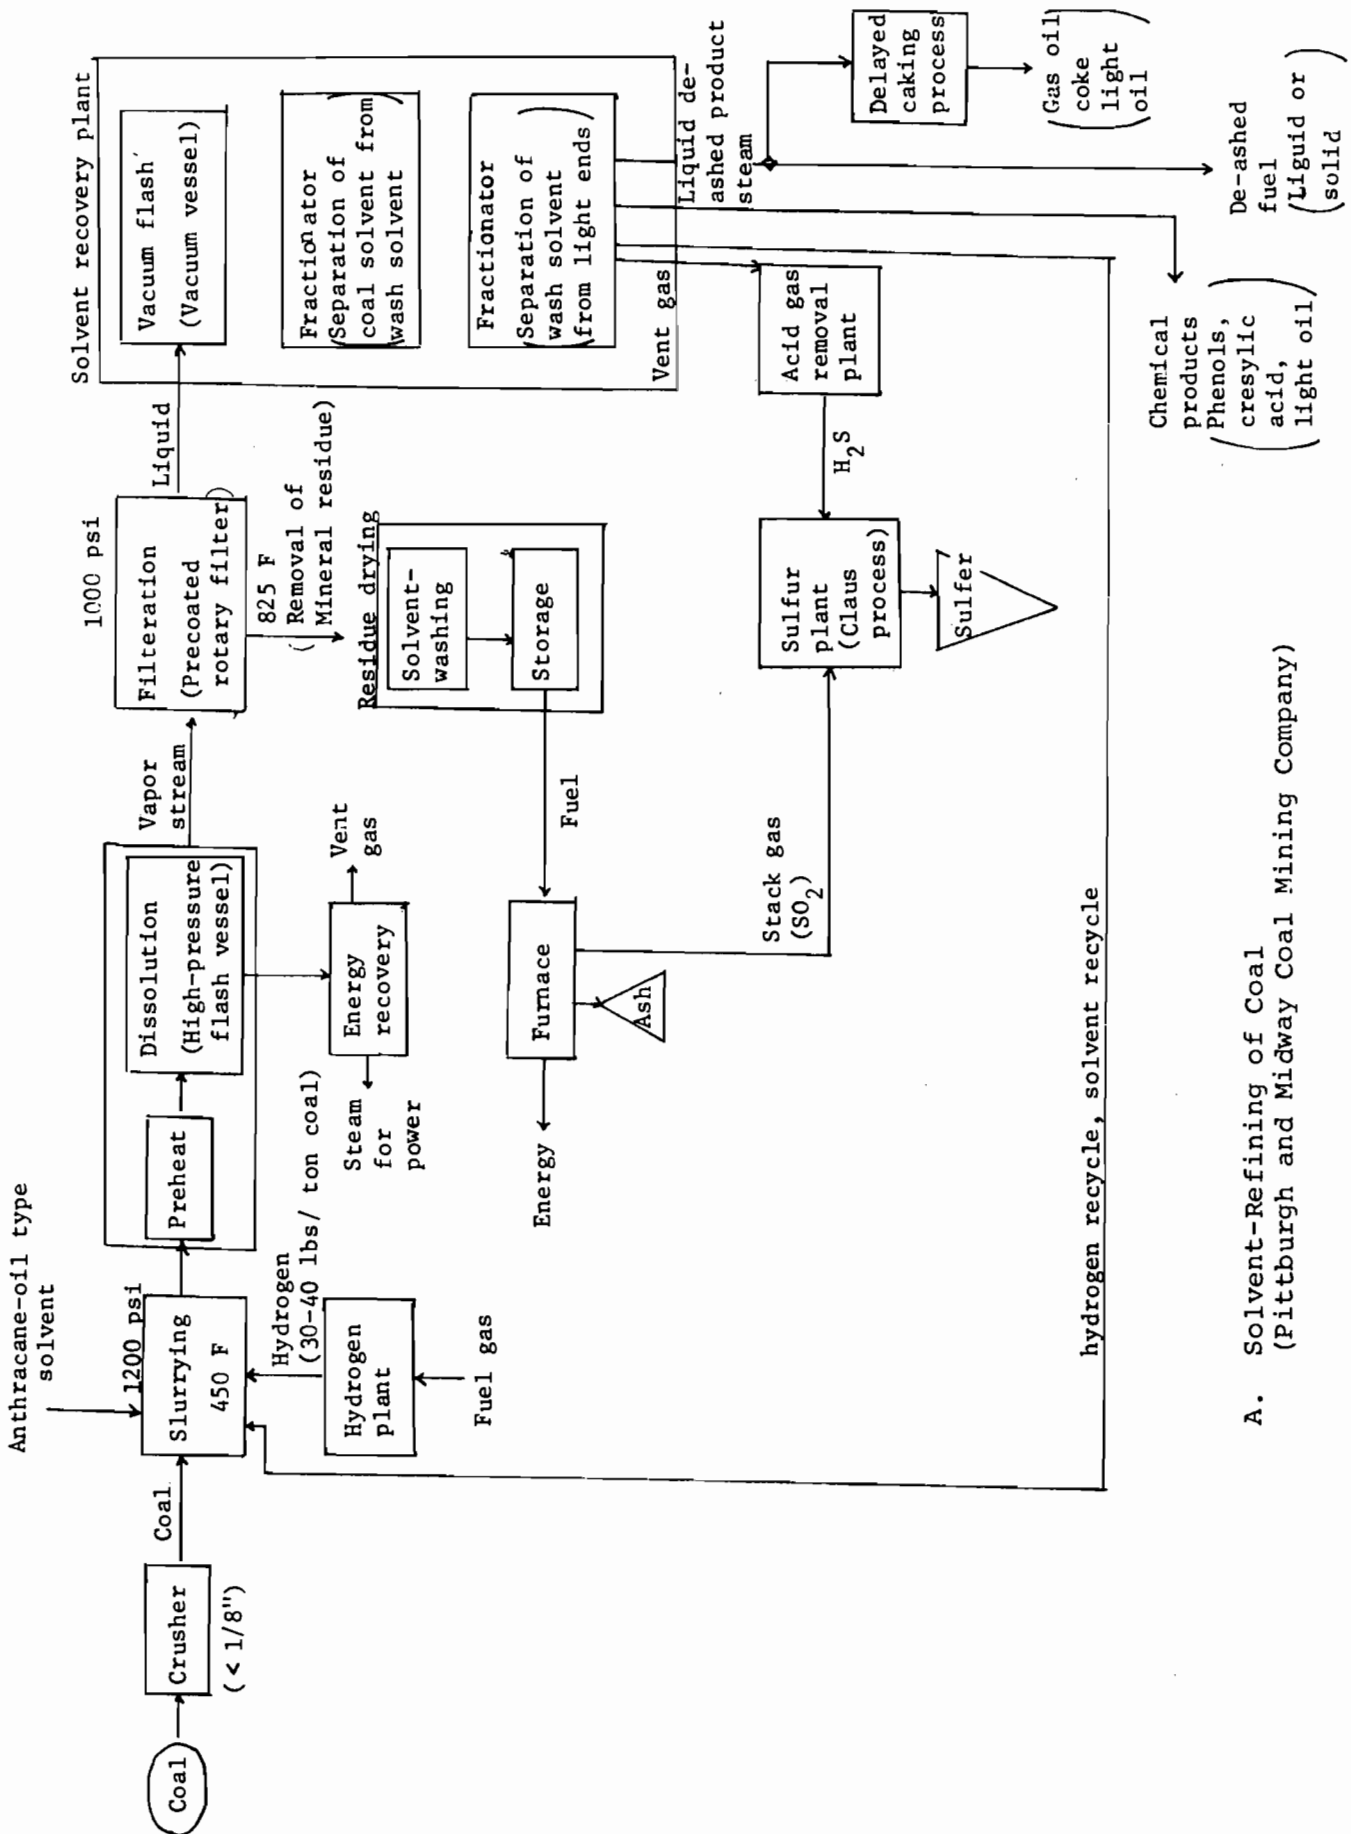 Anthracane-oil type
solvent
Coal
Crusher
(< 1/8")
Coal
1200 psi
Slurrying
450 F
Hydrogen
(30-40 lbs/ ton coal)
Hydrogen
plant
Fuel gas
Preheat
Dissolution
(High-pressure
flash vessel)
Vapor
stream
Energy
recovery
Vent
gas
Steam
for
power
1000 psi
Filteration
(Precoated
rotary filter)
825 F
Removal of
(Mineral residue)
Liquid
Residue drying
Solvent-
washing
Storage
Fuel
Furnace
Energy
Ash
Stack gas
(SO2)
Solvent recovery plant
Vacuum flash
(Vacuum vessel)
Fractionator
(Separation of
coal solvent from
wash solvent)
Fractionator
(Separation of
wash solvent
from light ends)
Vent gas
Liquid de-
ashed product
steam
Acid gas
removal
plant
H2S
Sulfur
plant
(Claus
process)
Sulfer
Delayed
caking
process
(Gas oil
coke
light
oil)
De-ashed
fuel
(Liguid or
solid)
Chemical
products
(Phenols,
cresylic
acid,
light oil)
hydrogen recycle, solvent recycle
A. Solvent-Refining of Coal
(Pittburgh and Midway Coal Mining Company)